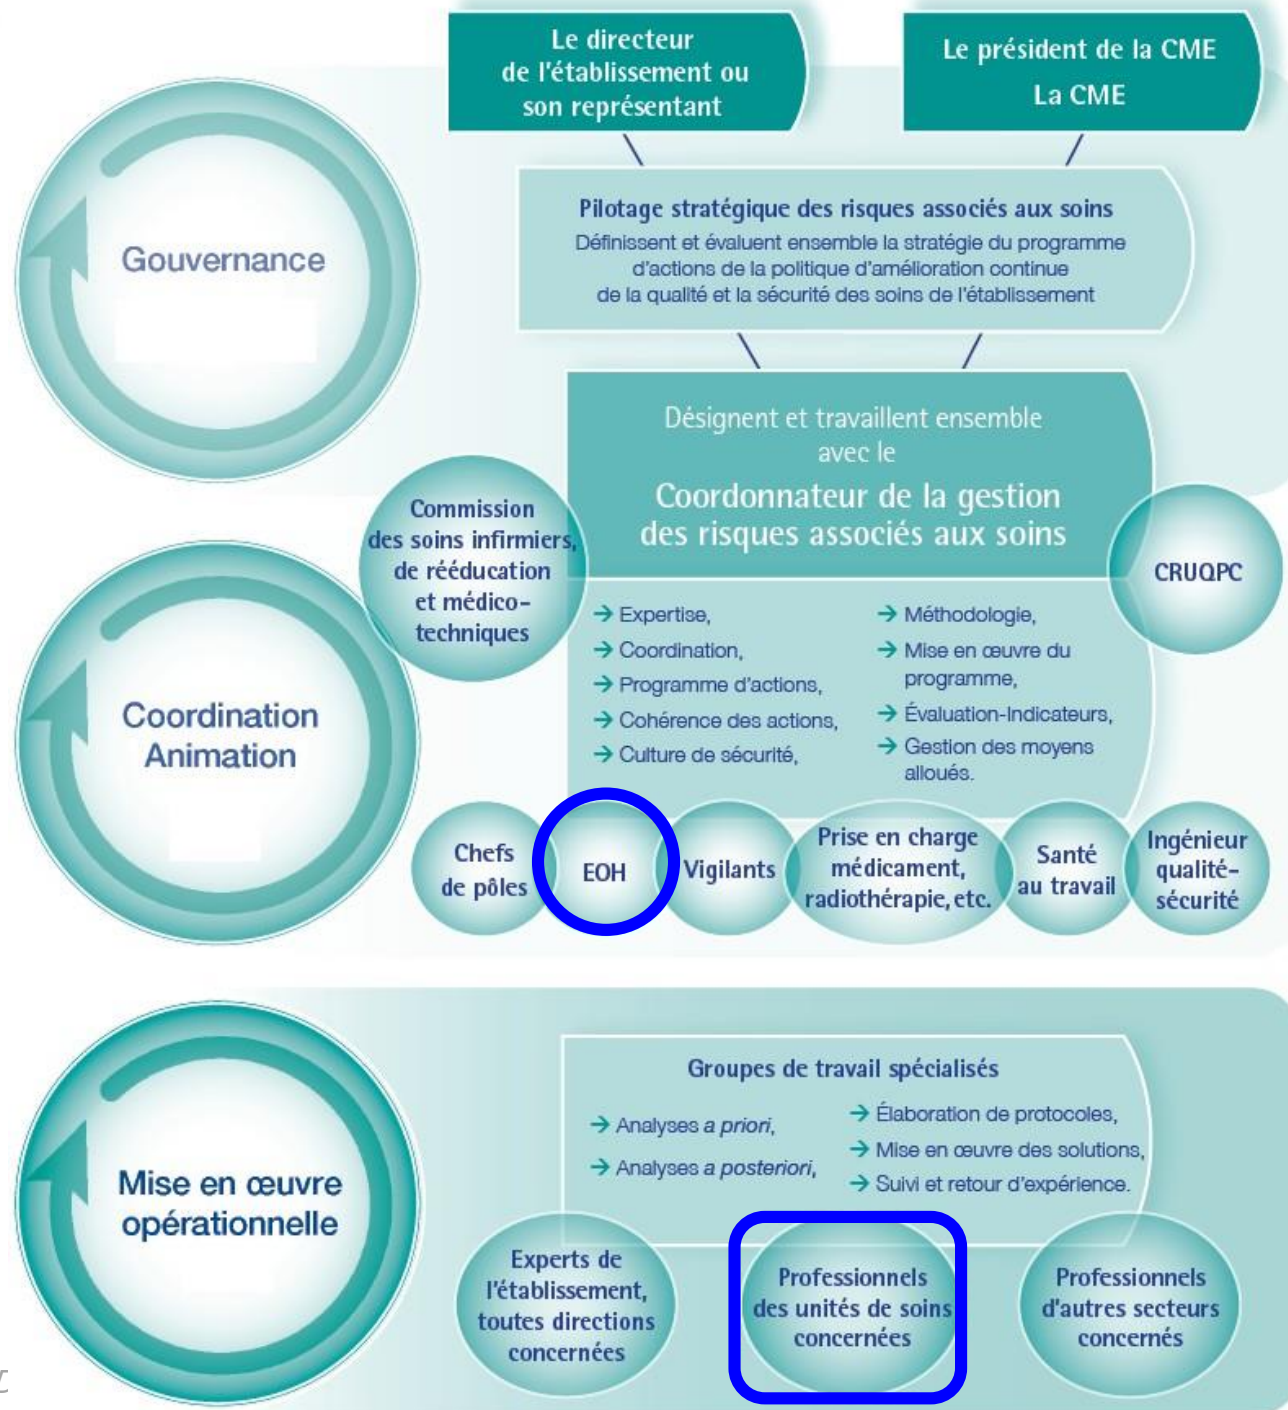 Le directeur
de l'établissement ou
son représentant
Le président de la CME
La CME
Gouvernance
Pilotage stratégique des risques associés aux soins
Définissent et évaluent ensemble la stratégie du programme
d'actions de la politique d'amélioration continue
de la qualité et la sécurité des soins de l'établissement
Désignent et travaillent ensemble
avec le
Coordonnateur de la gestion
des risques associés aux soins
Commission
des soins infirmiers,
de rééducation
et médico-
techniques
CRUQPC
Coordination
Animation
→ Expertise,
→ Coordination,
→ Programme d'actions,
→ Cohérence des actions,
→ Culture de sécurité,
→ Méthodologie,
→ Mise en œuvre du
programme,
→ Évaluation-Indicateurs,
→ Gestion des moyens
alloués.
Chefs
de pôles
EOH
Vigilants
Prise en charge
médicament,
radiothérapie, etc.
Santé
au travail
Ingénieur
qualité-
sécurité
Mise en œuvre
opérationnelle
Groupes de travail spécialisés
→ Analyses a priori,
→ Analyses a posteriori,
→ Élaboration de protocoles,
→ Mise en œuvre des solutions,
→ Suivi et retour d'expérience.
Experts de
l'établissement,
toutes directions
concernées
Professionnels
des unités de soins
concernées
Professionnels
d'autres secteurs
concernés